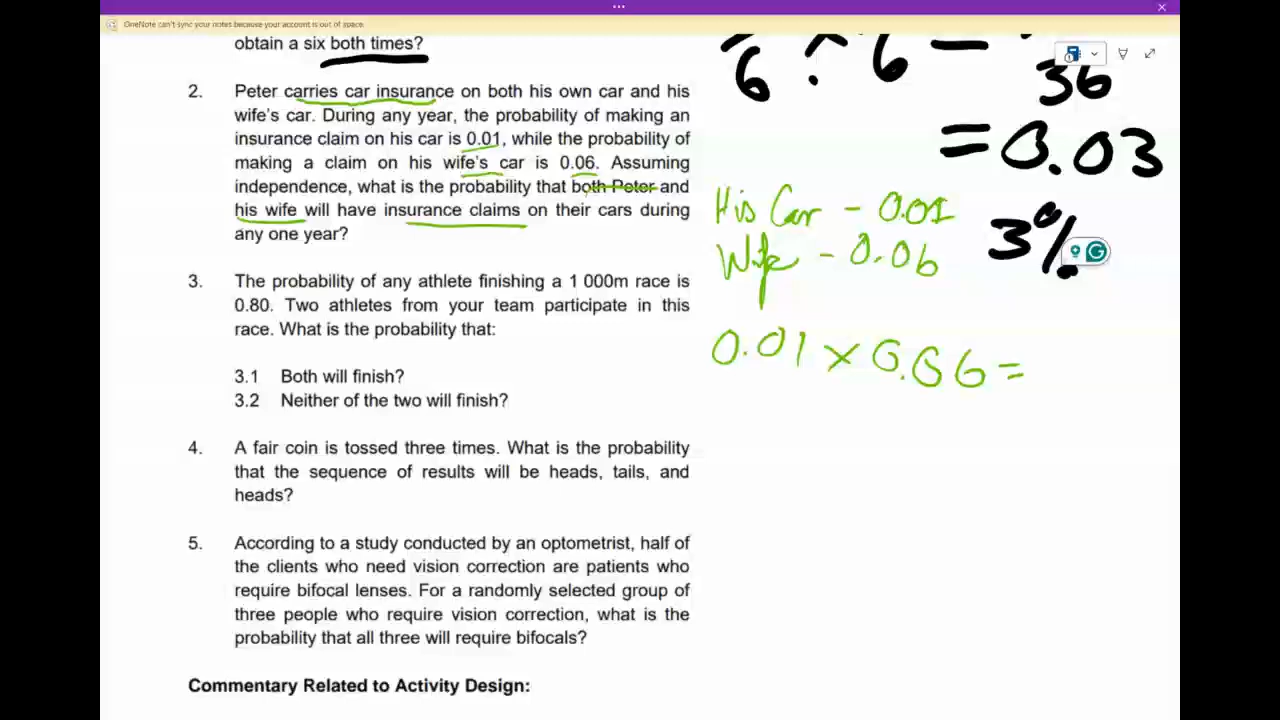 OneNote can't sync your notes because your account is out of space.
obtain a six both times?
6 6 36
= 0.03
3%
2. Peter carries car insurance on both his own car and his
wife's car. During any year, the probability of making an
insurance claim on his car is 0.01, while the probability of
making a claim on his wife's car is 0.06. Assuming
independence, what is the probability that both Peter and
his wife will have insurance claims on their cars during
any one year?
His Car - 0.01
Wife - 0.06
0.01 × 0.06 =
3. The probability of any athlete finishing a 1 000m race is
0.80. Two athletes from your team participate in this
race. What is the probability that:
3.1 Both will finish?
3.2 Neither of the two will finish?
4. A fair coin is tossed three times. What is the probability
that the sequence of results will be heads, tails, and
heads?
5. According to a study conducted by an optometrist, half of
the clients who need vision correction are patients who
require bifocal lenses. For a randomly selected group of
three people who require vision correction, what is the
probability that all three will require bifocals?
Commentary Related to Activity Design: